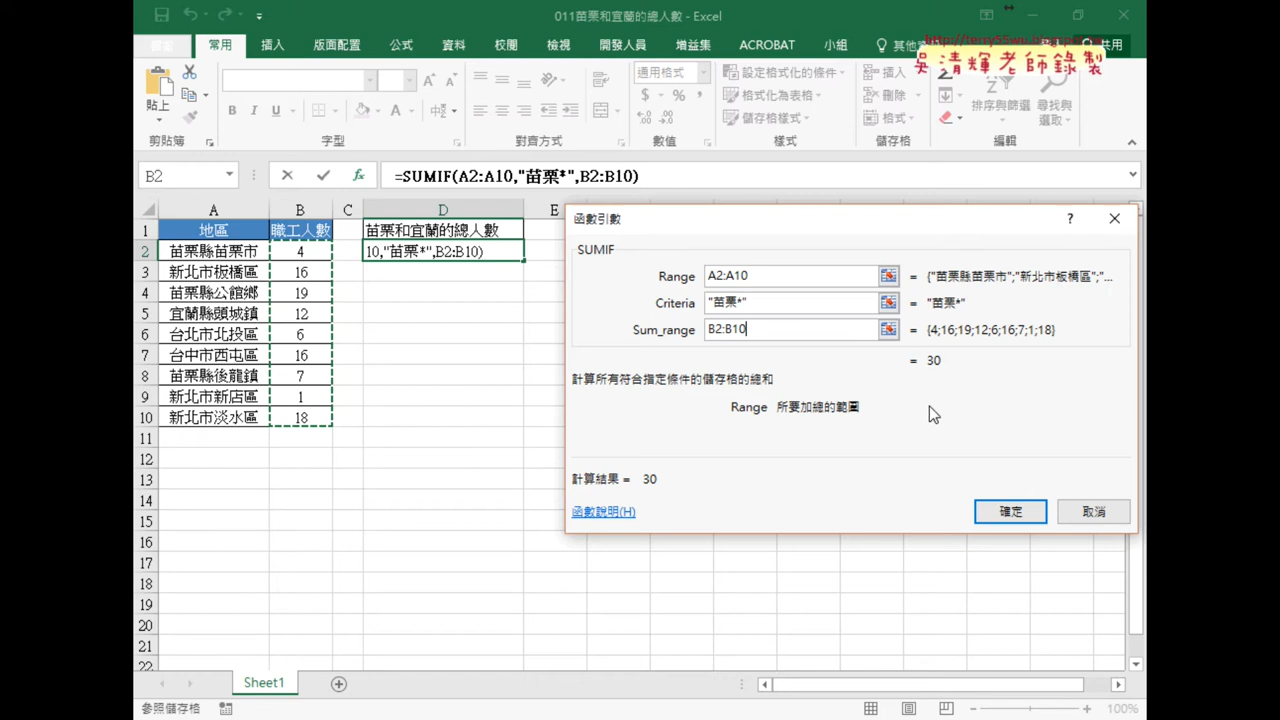 011苗栗和宜蘭的總人數 - Excel
常用 插入 版面配置 公式 資料 校閱 檢視 開發人員 增益集 ACROBAT 小組 共用
吳清輝老師錄製
貼上
B I U A A A
通用格式
$ % ,
設定格式化的條件
格式化為表格
儲存格樣式
插入
刪除
格式
排序與篩選 尋找與選取
剪貼簿 字型 對齊方式 數值 樣式 儲存格 編輯
B2 fx =SUMIF(A2:A10,"苗栗*",B2:B10)
A B C D E
1 地區 職工人數 苗栗和宜蘭的總人數
2 苗栗縣苗栗市 4 10,"苗栗*",B2:B10)
3 新北市板橋區 16
4 苗栗縣公館鄉 19
5 宜蘭縣頭城鎮 12
6 台北市北投區 6
7 台中市西屯區 16
8 苗栗縣後龍鎮 7
9 新北市新店區 1
10 新北市淡水區 18
11
12
13
14
15
16
17
18
19
20
21
22
函數引數 ?
SUMIF
Range A2:A10 = {"苗栗縣苗栗市";"新北市板橋區";"...
Criteria "苗栗*" = "苗栗*"
Sum_range B2:B10 = {4;16;19;12;6;16;7;1;18}
= 30
計算所有符合指定條件的儲存格的總和
Range 所要加總的範圍
計算結果 = 30
函數說明(H) 確定 取消
Sheet1
參照儲存格 100%